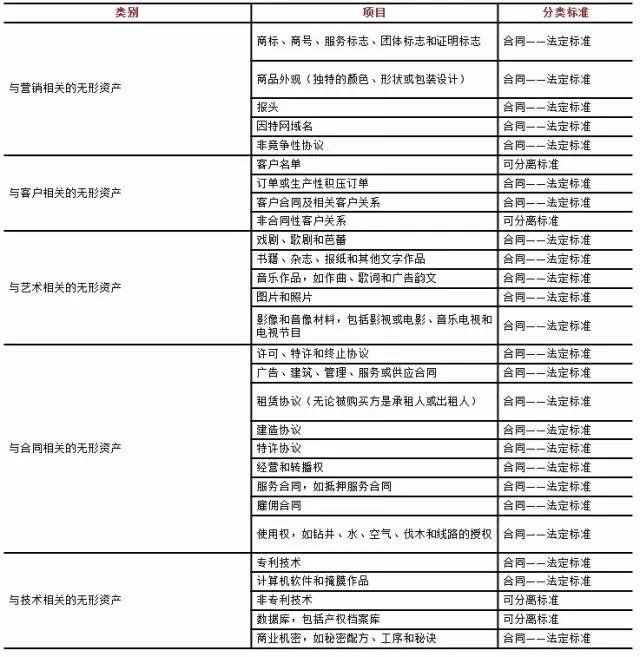 类别 项目 分类标准
与营销相关的无形资产
商标、商号、服务标志、团体标志和证明标志 合同——法定标准
商品外观（独特的颜色、形状或包装设计） 合同——法定标准
报头 合同——法定标准
因特网域名 合同——法定标准
非竞争性协议 合同——法定标准
与客户相关的无形资产
客户名单 可分离标准
订单或生产性积压订单 合同——法定标准
客户合同及相关客户关系 合同——法定标准
非合同性客户关系 可分离标准
与艺术相关的无形资产
戏剧、歌剧和芭蕾 合同——法定标准
书籍、杂志、报纸和其他文字作品 合同——法定标准
音乐作品，如作曲、歌词和广告韵文 合同——法定标准
图片和照片 合同——法定标准
影像和音像材料，包括影视或电影、音乐电视和 合同——法定标准
电视节目
与合同相关的无形资产
许可、特许和终止协议 合同——法定标准
广告、建筑、管理、服务或供应合同 合同——法定标准
租赁协议（无论被购买方是承租人或出租人） 合同——法定标准
建造协议 合同——法定标准
特许协议 合同——法定标准
经营和转播权 合同——法定标准
服务合同，如抵押服务合同 合同——法定标准
雇佣合同 合同——法定标准
使用权，如钻井、水、空气、伐木和线路的授权 合同——法定标准
与技术相关的无形资产
专利技术 合同——法定标准
计算机软件和掩膜作品 合同——法定标准
非专利技术 可分离标准
数据库，包括产权档案库 可分离标准
商业机密，如秘密配方、工序和秘诀 合同——法定标准